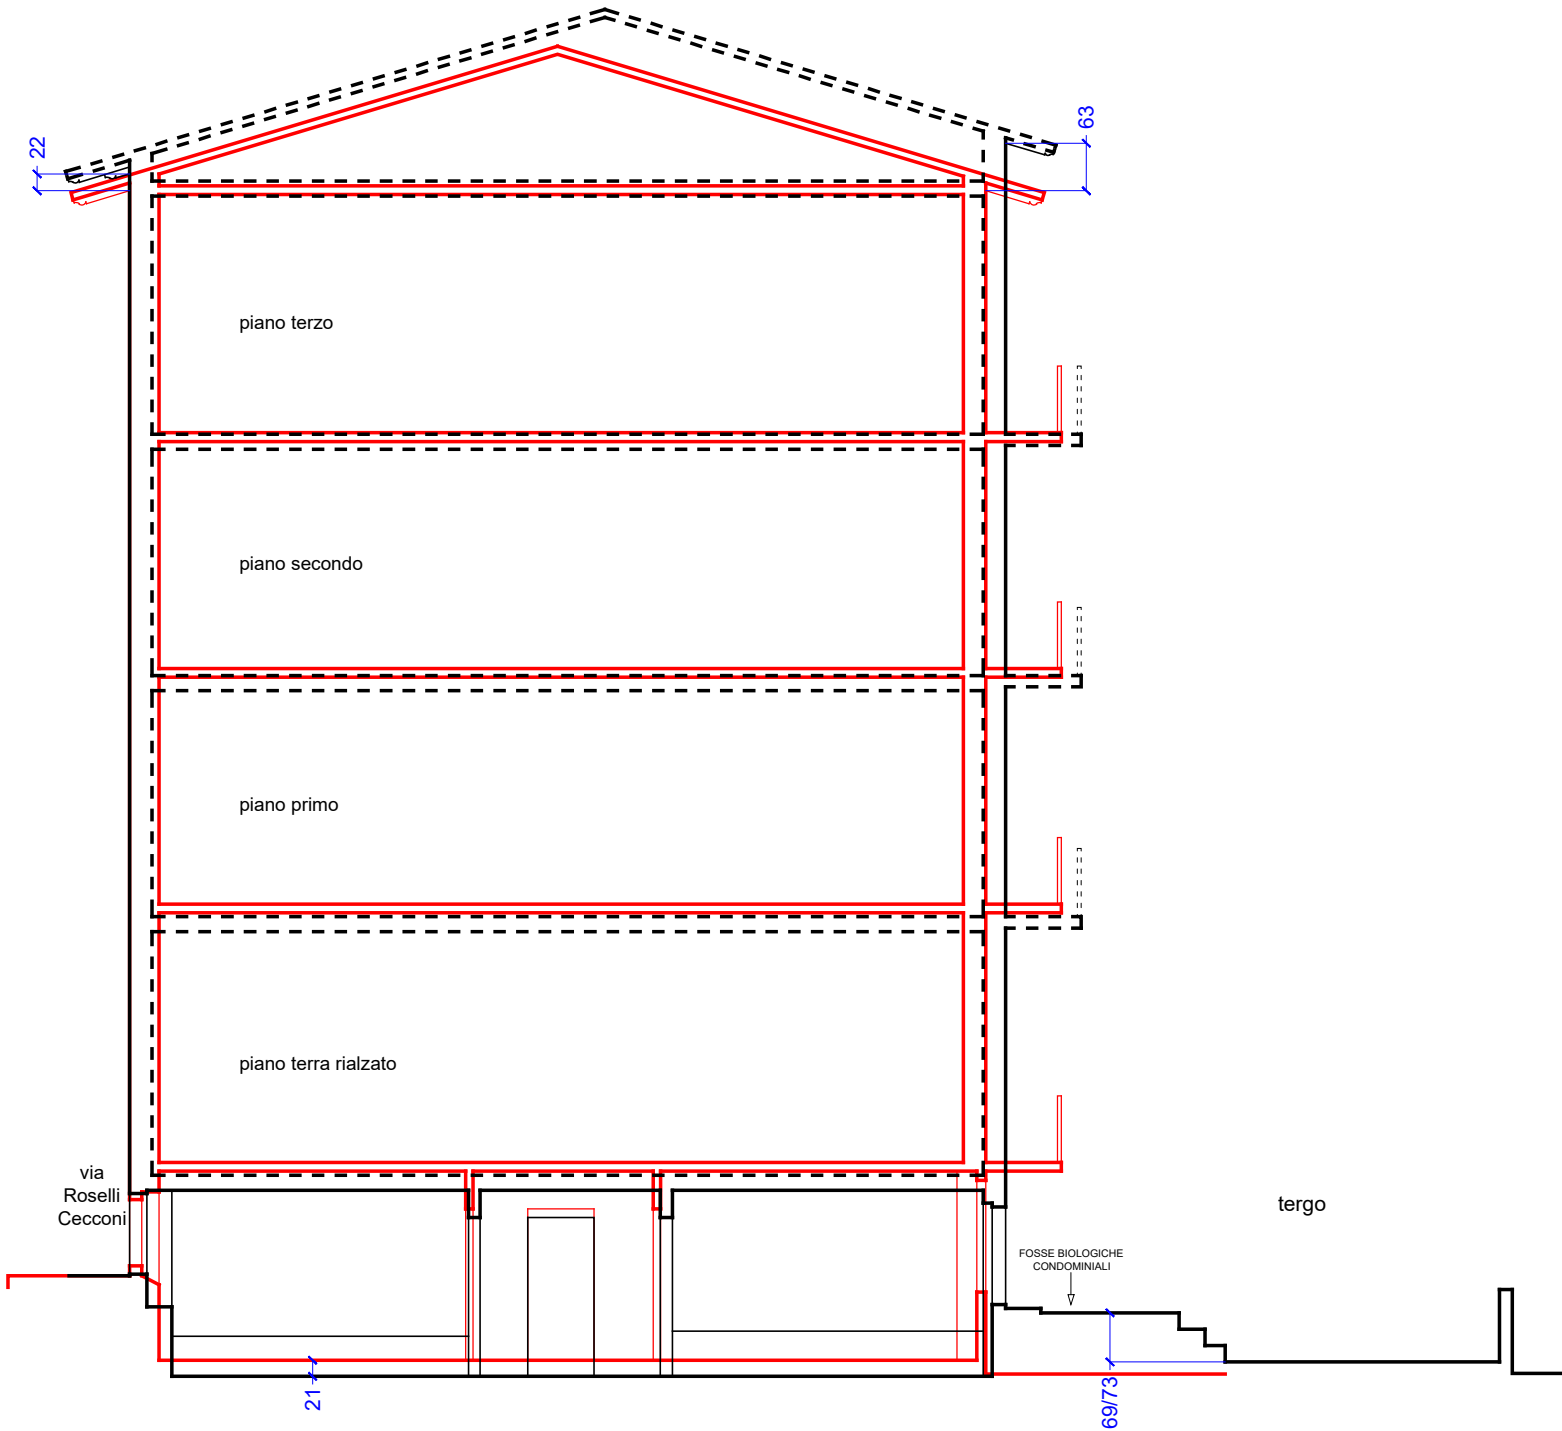 22
63
piano terzo
piano secondo
piano primo
piano terra rialzato
via
Roselli
Cecconi
tergo
FOSSE BIOLOGICHE
CONDOMINIALI
21
69/73